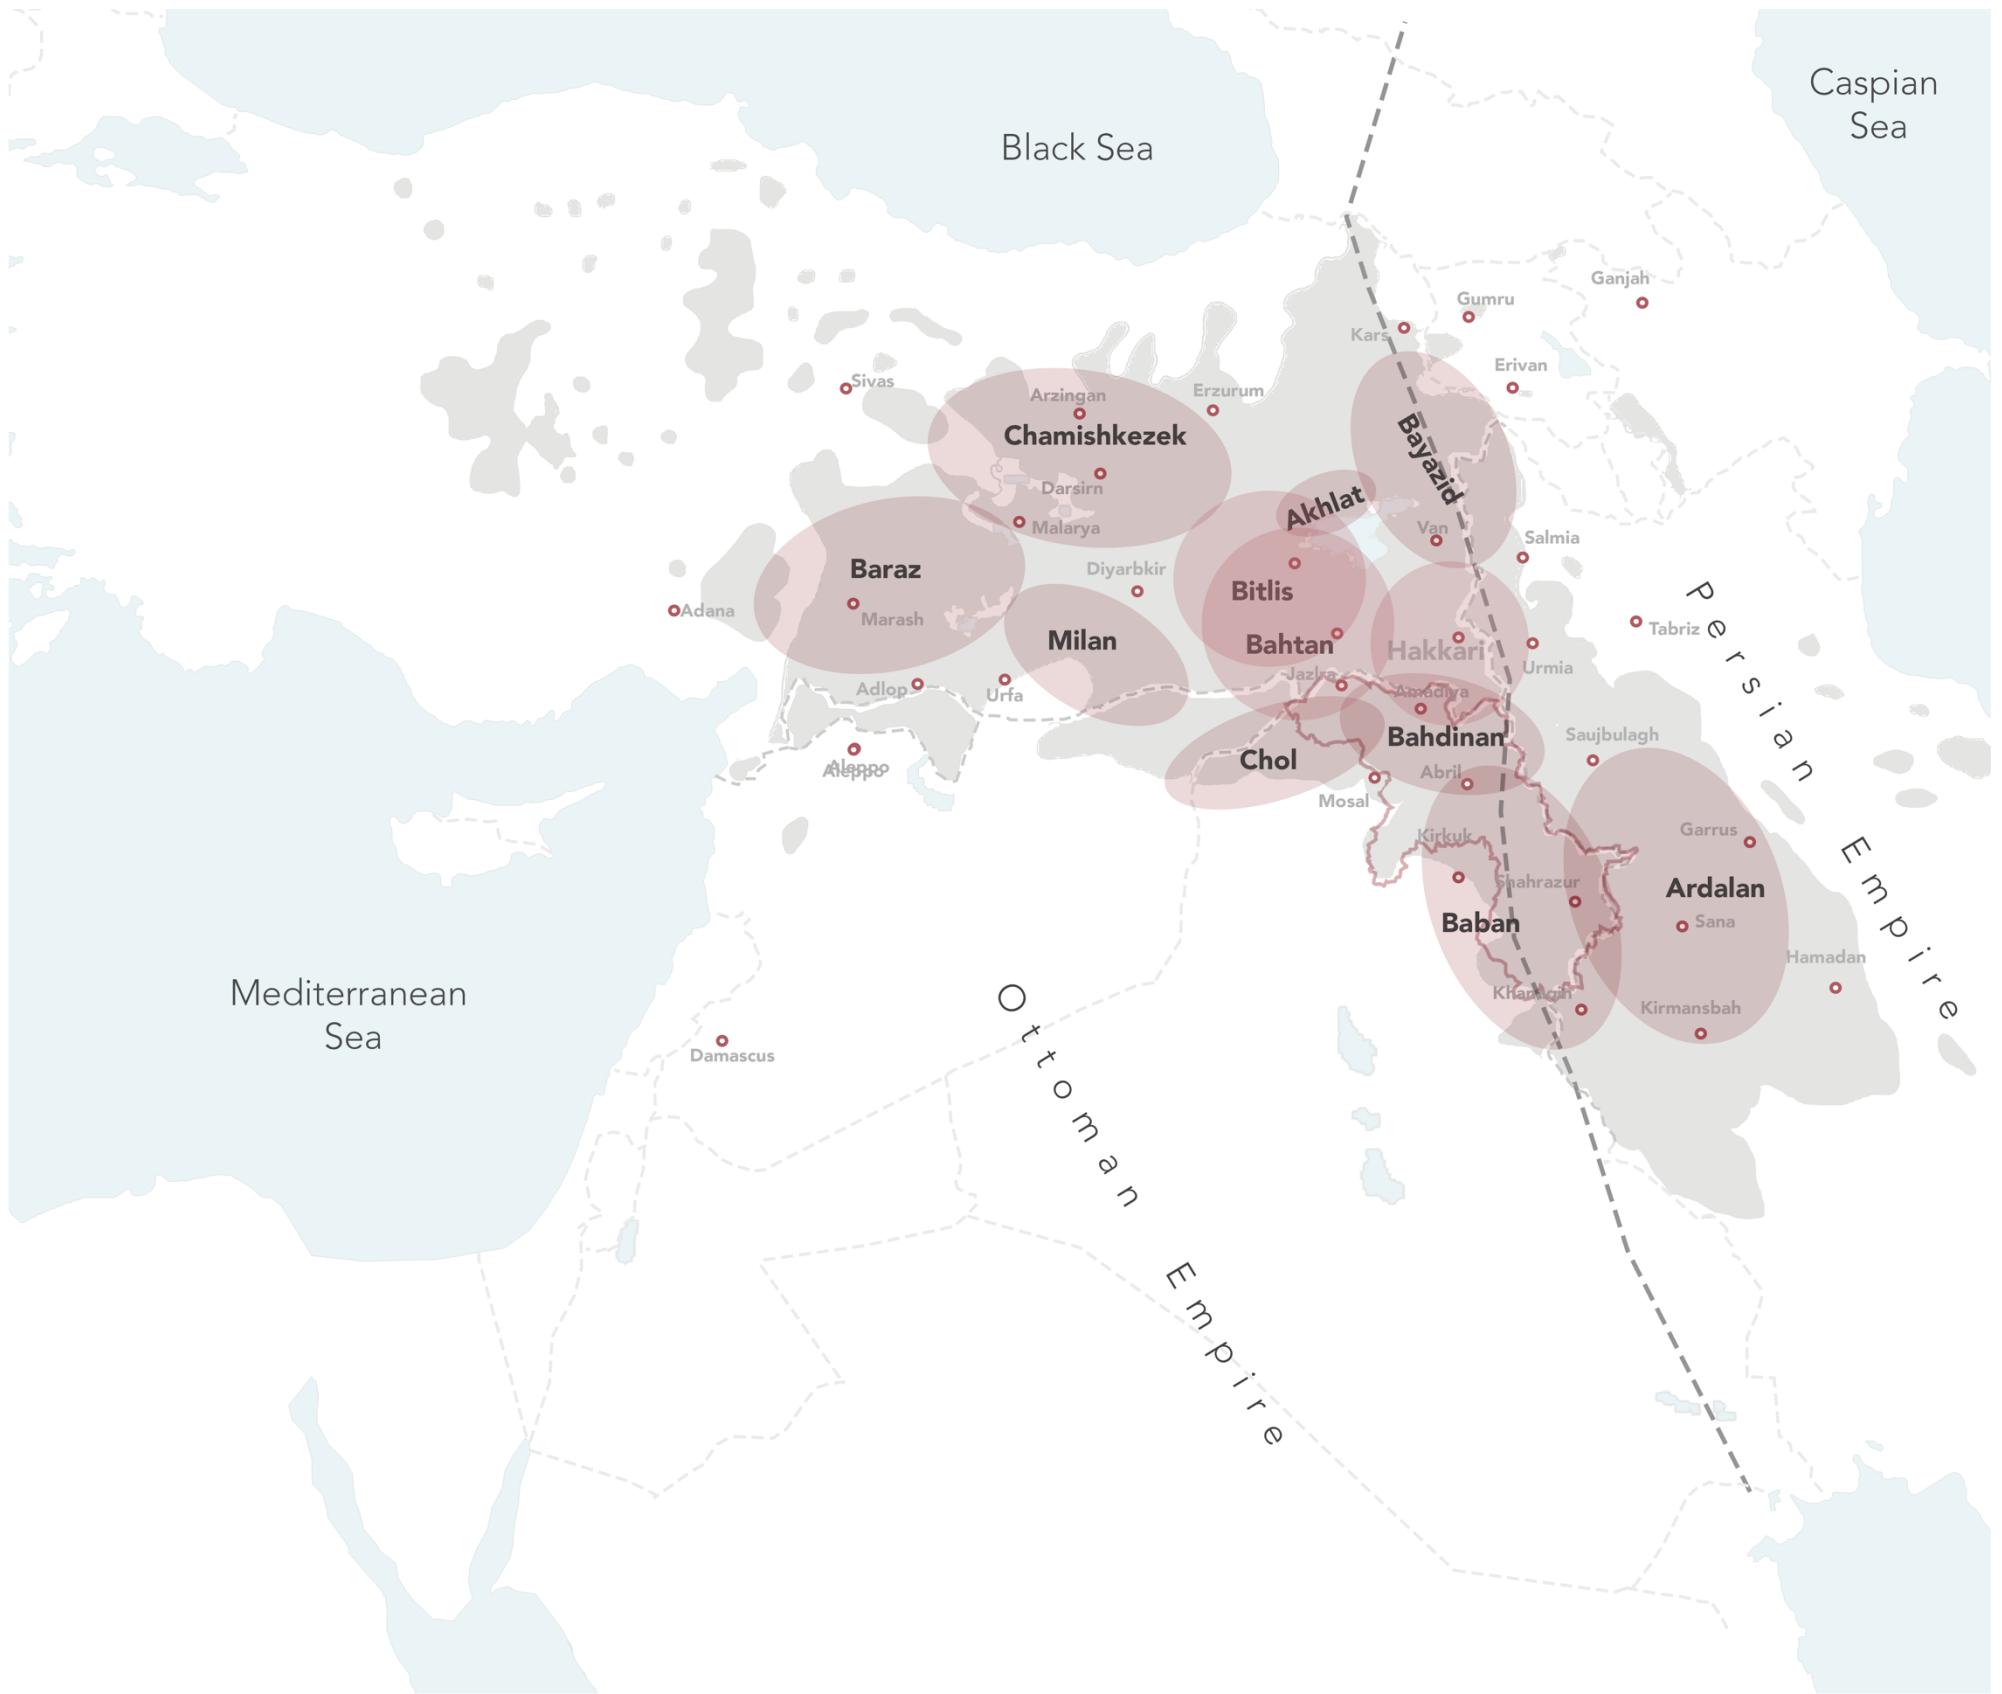 Caspian
Sea
Black Sea
Ganjah
Gumru
Kars
Erivan
Sivas
Arzingan
Erzurum
Chamishkezek
Bayazid
Darsirn
Akhlat
Malarya
Van
Salmia
Baraz
Diyarbkir
Bitlis
Adana
Marash
Milan
Bahtan
Hakkari
Tabriz
Persian Empire
Urmia
Jazira
Adlop
Urfa
Amadiya
Bahdinan
Saujbulagh
Chol
Aleppo
Aleppo
Abril
Mosal
Kirkuk
Garrus
Shahrazur
Ardalan
Baban
Sana
Hamadan
Mediterranean
Sea
Khanagin
Kirmansbah
Ottoman Empire
Damascus